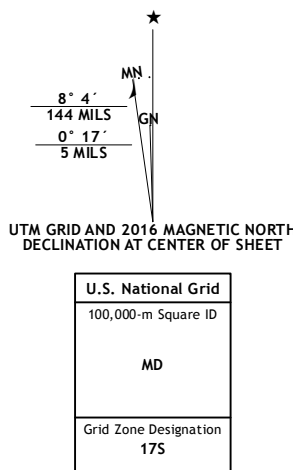 ★
MN
8° 4´
144 MILS
GN
0° 17´
5 MILS
UTM GRID AND 2016 MAGNETIC NORTH
DECLINATION AT CENTER OF SHEET
U.S. National Grid
100,000-m Square ID
MD
Grid Zone Designation
17S